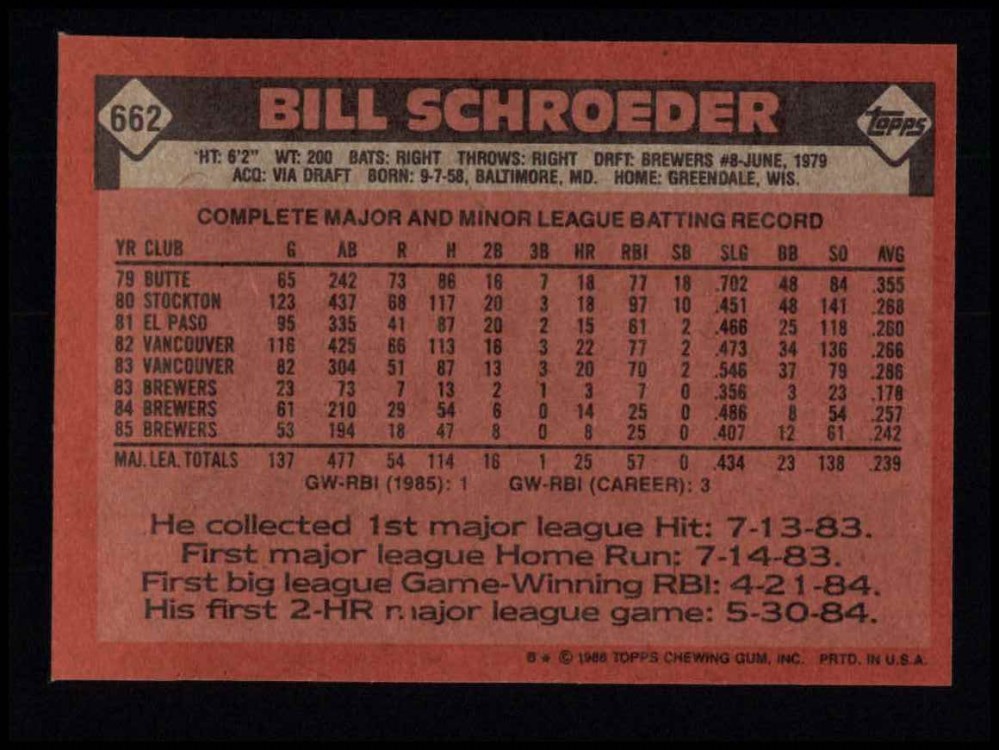 662 BILL SCHROEDER topps
HT: 6'2" WT: 200 BATS: RIGHT THROWS: RIGHT DRFT: BREWERS #8-JUNE, 1979
ACQ: VIA DRAFT BORN: 9-7-58, BALTIMORE, MD. HOME: GREENDALE, WIS.
COMPLETE MAJOR AND MINOR LEAGUE BATTING RECORD
YR CLUB G AB R H 2B 3B HR RBI SB SLG BB SO AVG
79 BUTTE 65 242 73 86 16 7 18 77 18 .702 48 84 .355
80 STOCKTON 123 437 68 117 20 3 18 97 10 .451 48 141 .268
81 EL PASO 95 335 41 87 20 2 15 61 2 .466 25 118 .260
82 VANCOUVER 116 425 66 113 16 3 22 77 2 .473 34 136 .266
83 VANCOUVER 82 304 51 87 13 3 20 70 2 .546 37 79 .286
83 BREWERS 23 73 7 13 2 1 3 7 0 .356 3 23 .178
84 BREWERS 61 210 29 54 6 0 14 25 0 .486 8 54 .257
85 BREWERS 53 194 18 47 8 0 8 25 0 .407 12 61 .242
MAJ. LEA. TOTALS 137 477 54 114 16 1 25 57 0 .434 23 138 .239
GW-RBI (1985): 1 GW-RBI (CAREER): 3
He collected 1st major league Hit: 7-13-83.
First major league Home Run: 7-14-83.
First big league Game-Winning RBI: 4-21-84.
His first 2-HR major league game: 5-30-84.
B★ © 1986 TOPPS CHEWING GUM, INC. PRTD. IN U.S.A.